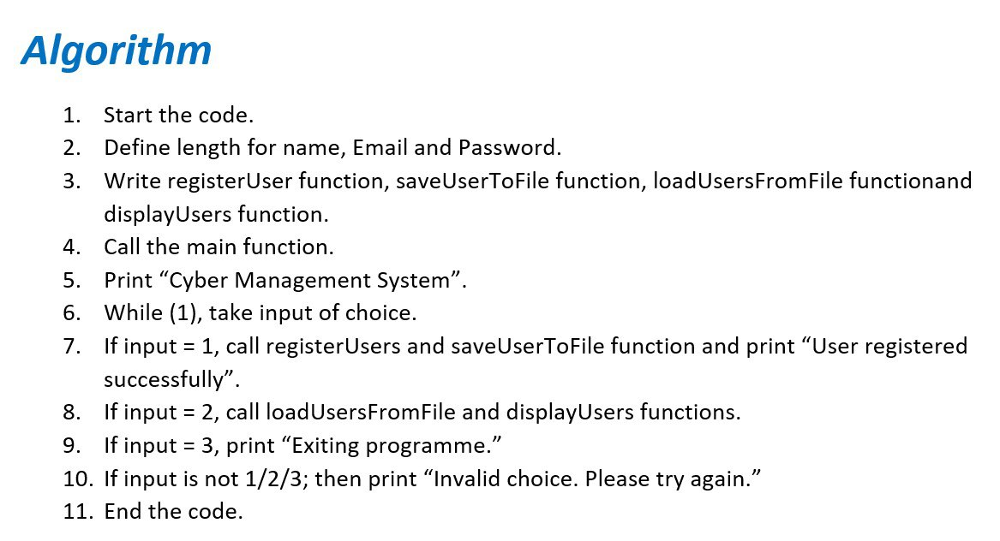 Algorithm
1. Start the code.
2. Define length for name, Email and Password.
3. Write registerUser function, saveUserToFile function, loadUsersFromFile functionand
displayUsers function.
4. Call the main function.
5. Print “Cyber Management System”.
6. While (1), take input of choice.
7. If input = 1, call registerUsers and saveUserToFile function and print “User registered
successfully”.
8. If input = 2, call loadUsersFromFile and displayUsers functions.
9. If input = 3, print “Exiting programme.”
10. If input is not 1/2/3; then print “Invalid choice. Please try again.”
11. End the code.